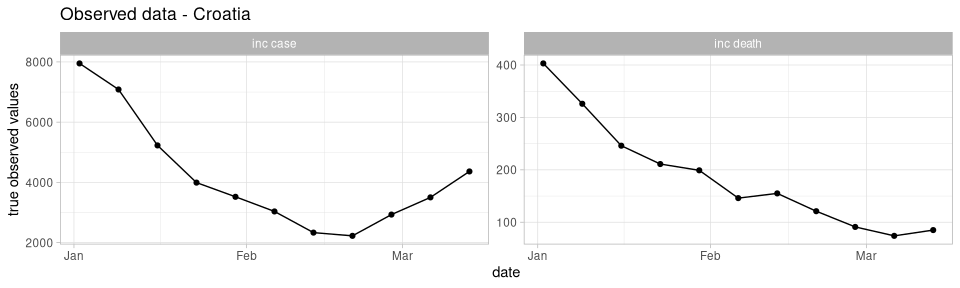 Observed data - Croatia
inc case
inc death
true observed values
8000
6000
4000
2000
400
300
200
100
Jan
Feb
Mar
Jan
Feb
Mar
date